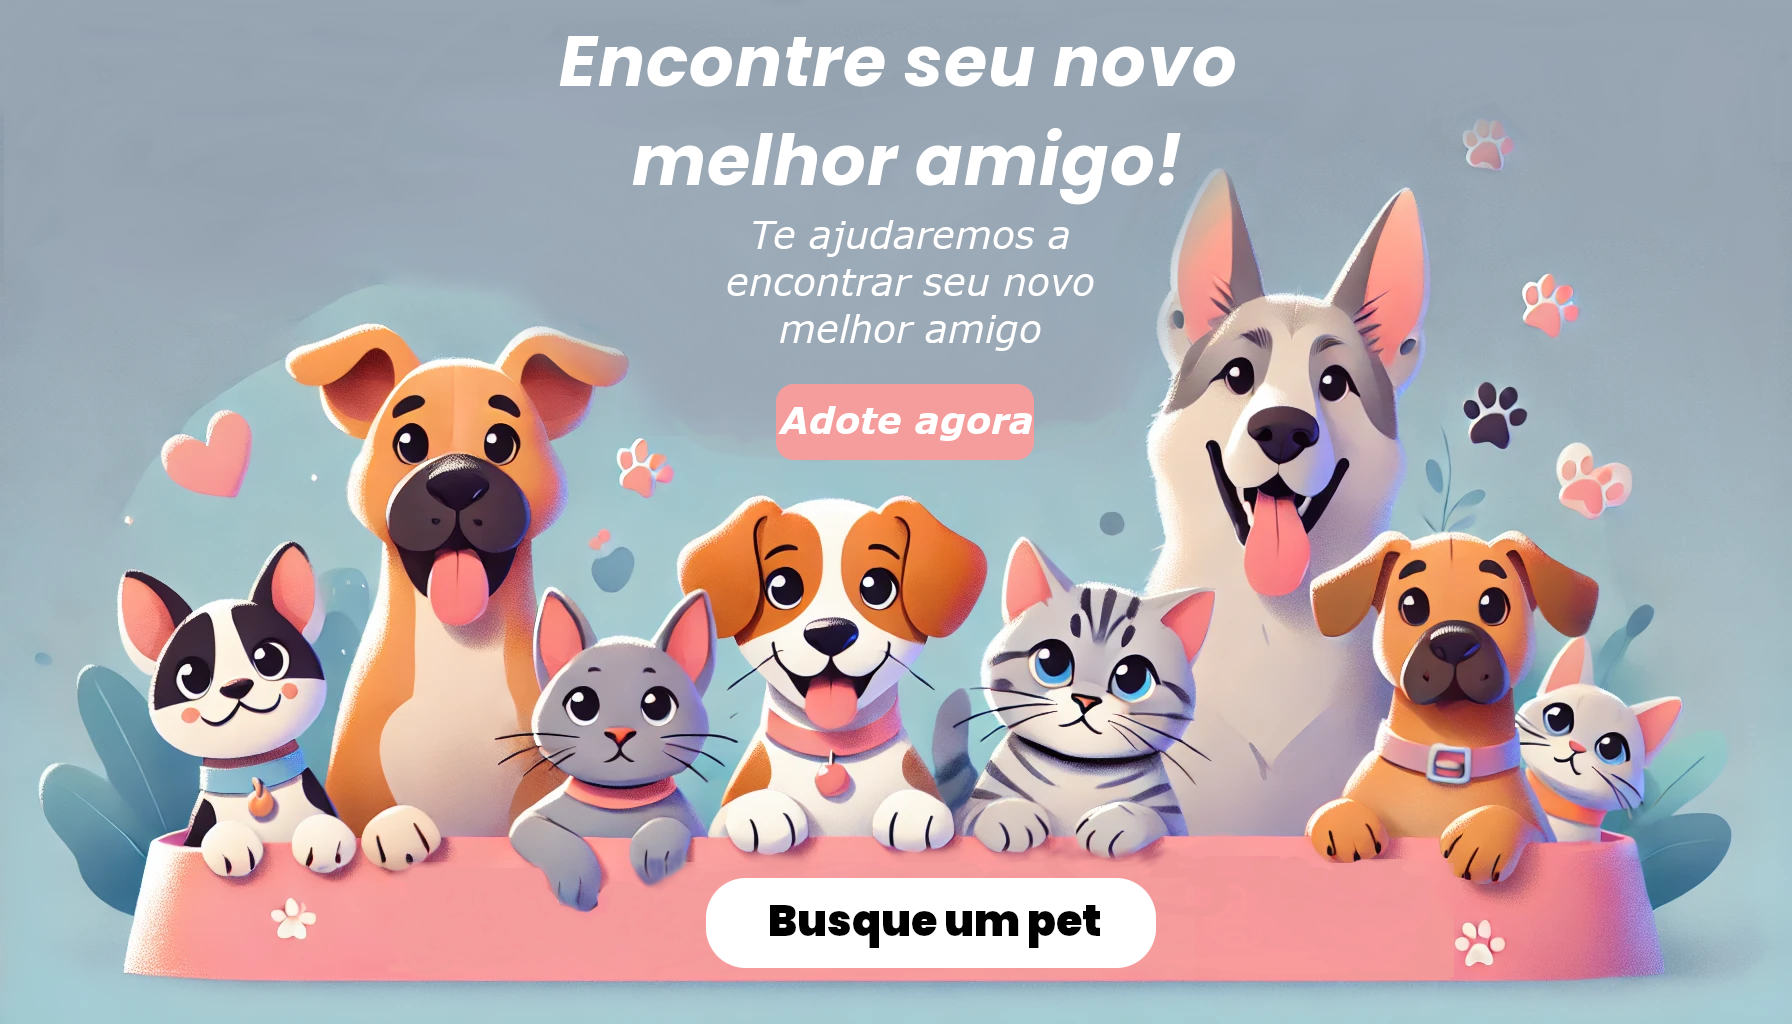 Encontre seu novo
melhor amigo!
Te ajudaremos a
encontrar seu novo
melhor amigo
Adote agora
Busque um pet